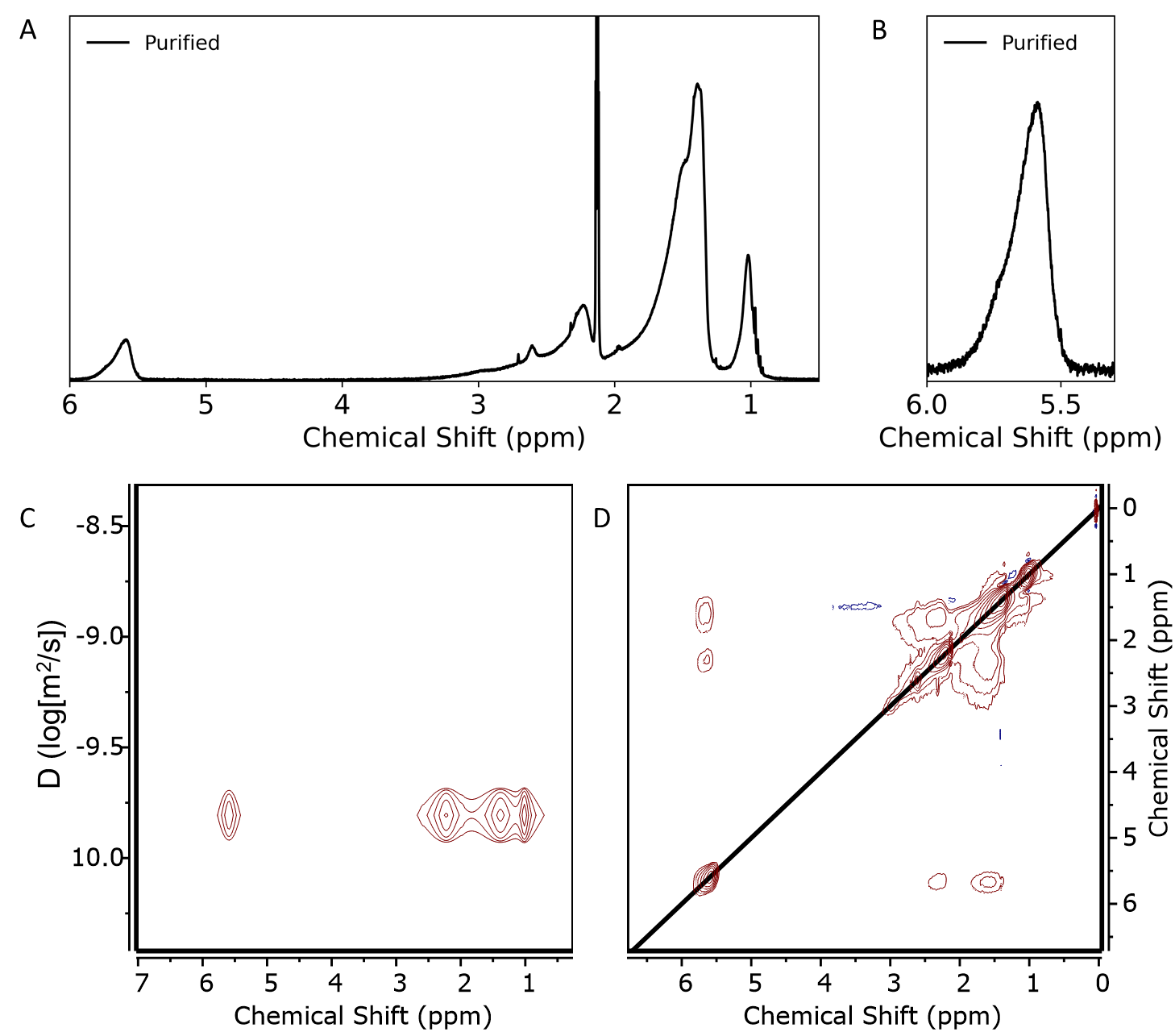 A
Purified
6 5 4 3 2 1
Chemical Shift (ppm)
B
Purified
6.0 5.5
Chemical Shift (ppm)
C
D (log[m²/s])
-8.5
-9.0
-9.5
10.0
7 6 5 4 3 2 1
Chemical Shift (ppm)
D
0
1
2
3
4
5
6
Chemical Shift (ppm)
6 5 4 3 2 1 0
Chemical Shift (ppm)